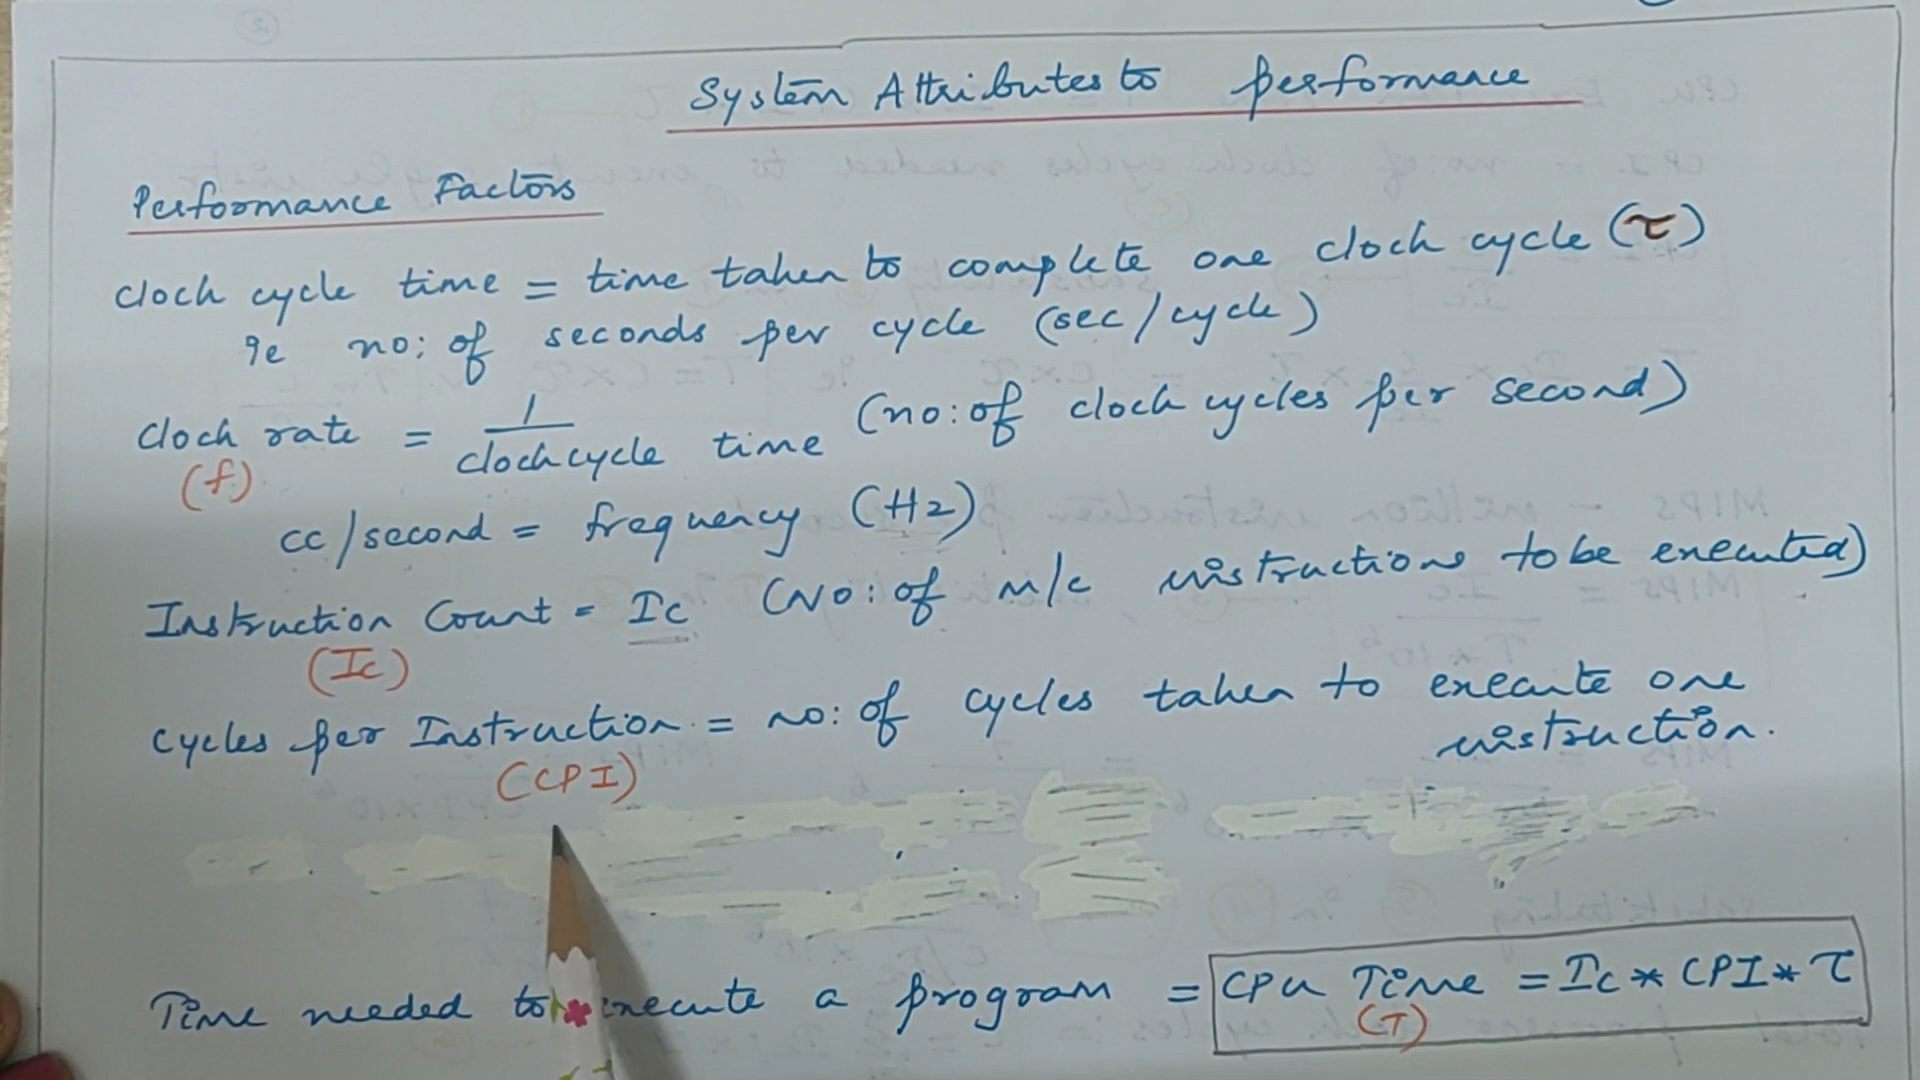 System Attributes to performance
Performance Factors
Clock cycle time = time taken to complete one clock cycle (τ)
ie no: of seconds per cycle (sec/cycle)
Clock rate = 1 / clock cycle time (no: of clock cycles per second)
(f)
cc/second = frequency (Hz)
Instruction Count = Ic (No: of m/c instructions to be executed)
(Ic)
Cycles per Instruction = no: of cycles taken to execute one
instruction.
(CPI)
Time needed to execute a program = CPU Time = Ic * CPI * τ
(T)